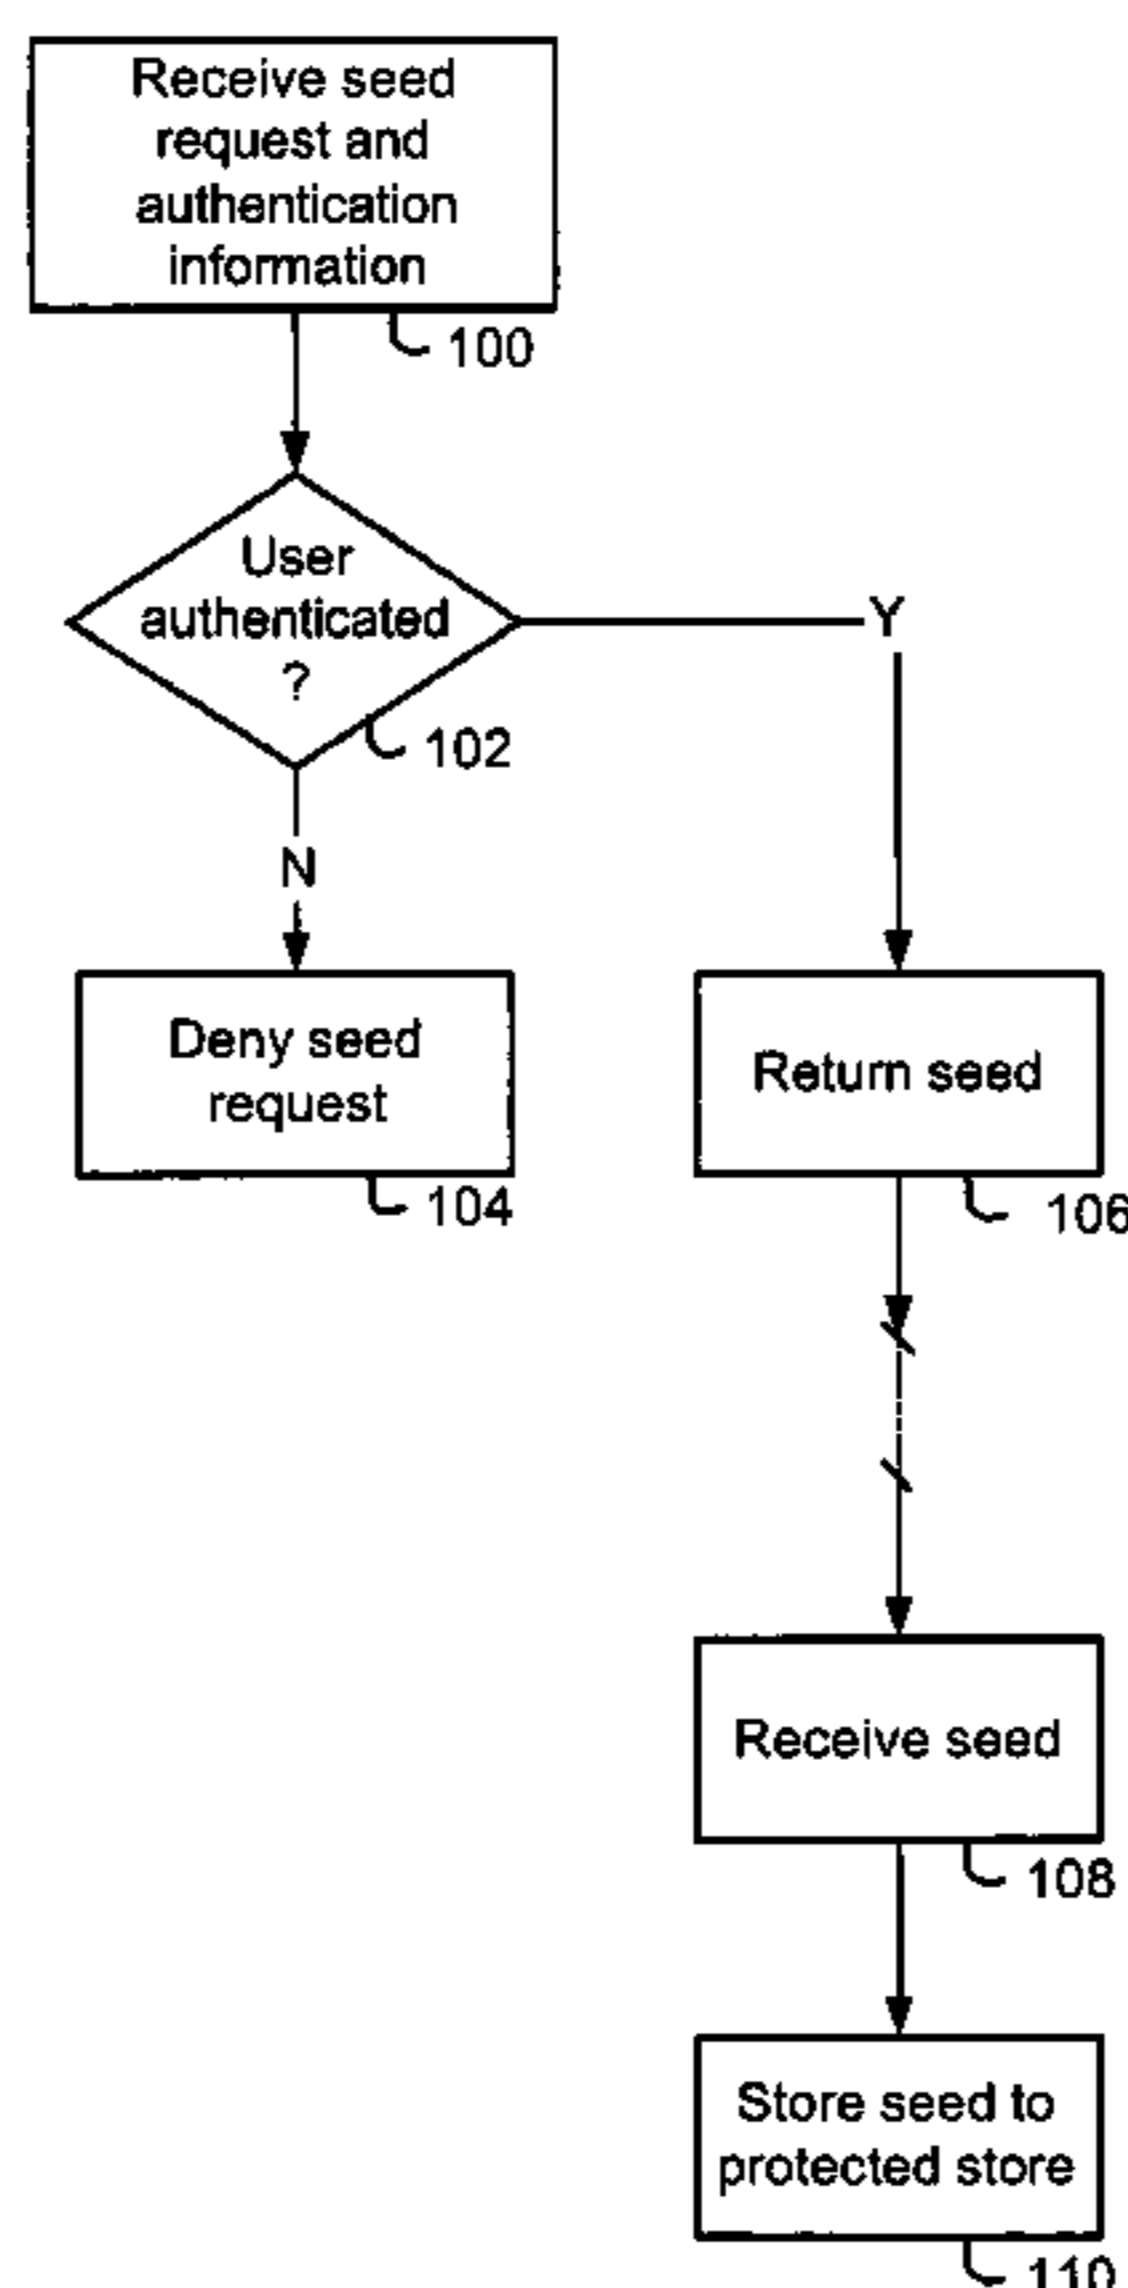 Receive seed
request and
authentication
information
100
User
authenticated
?
102
Y
N
Deny seed
request
104
Return seed
106
Receive seed
108
Store seed to
protected store
110